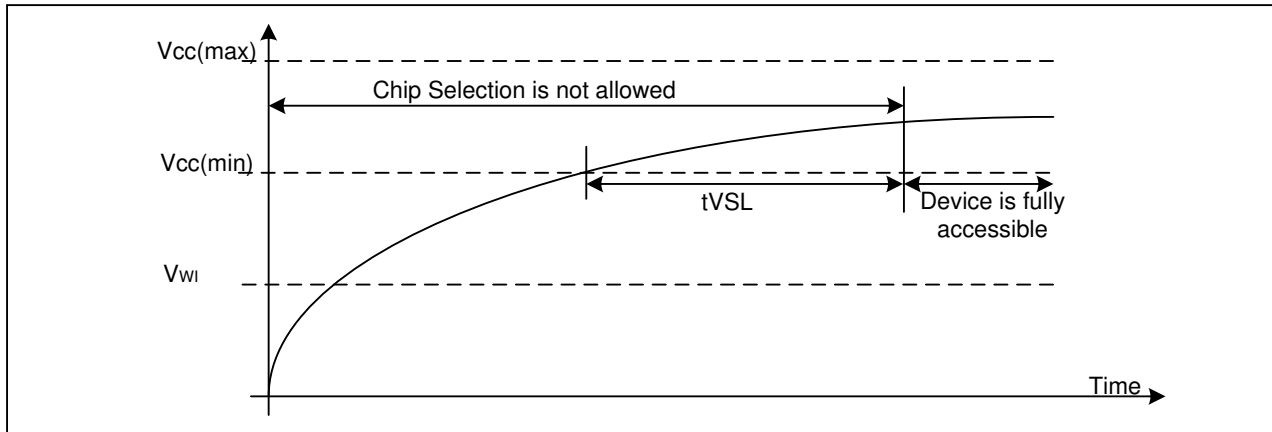 Vcc(max)
Chip Selection is not allowed
Vcc(min)
tVSL
Device is fully
accessible
VWI
Time